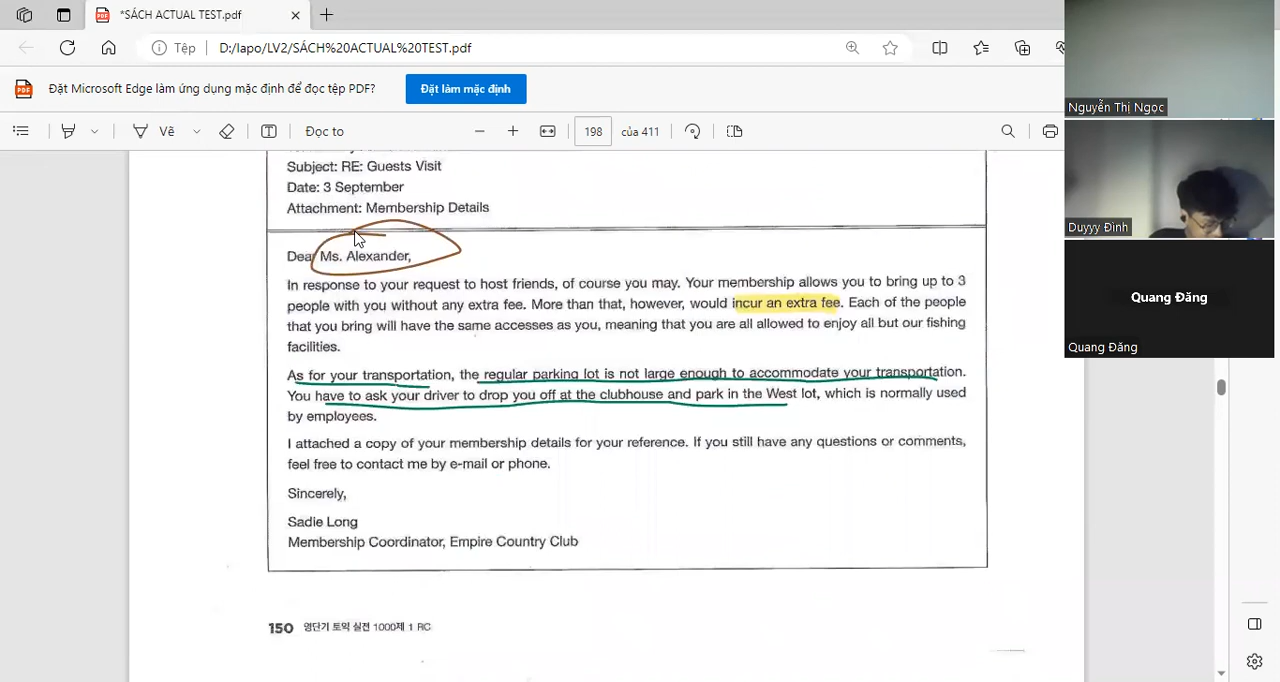 *SÁCH ACTUAL TEST.pdf
Tệp D:/lapo/LV2/SÁCH%20ACTUAL%20TEST.pdf
Đặt Microsoft Edge làm ứng dụng mặc định để đọc tệp PDF? Đặt làm mặc định
Vẽ Đọc to 198 của 411
Subject: RE: Guests Visit
Date: 3 September
Attachment: Membership Details
Dear Ms. Alexander,
In response to your request to host friends, of course you may. Your membership allows you to bring up to 3
people with you without any extra fee. More than that, however, would incur an extra fee. Each of the people
that you bring will have the same accesses as you, meaning that you are all allowed to enjoy all but our fishing
facilities.
As for your transportation, the regular parking lot is not large enough to accommodate your transportation.
You have to ask your driver to drop you off at the clubhouse and park in the West lot, which is normally used
by employees.
I attached a copy of your membership details for your reference. If you still have any questions or comments,
feel free to contact me by e-mail or phone.
Sincerely,
Sadie Long
Membership Coordinator, Empire Country Club
150 영단기 토익 실전 1000제 1 RC
Nguyễn Thị Ngọc
Duyyy Đình
Quang Đăng
Quang Đăng